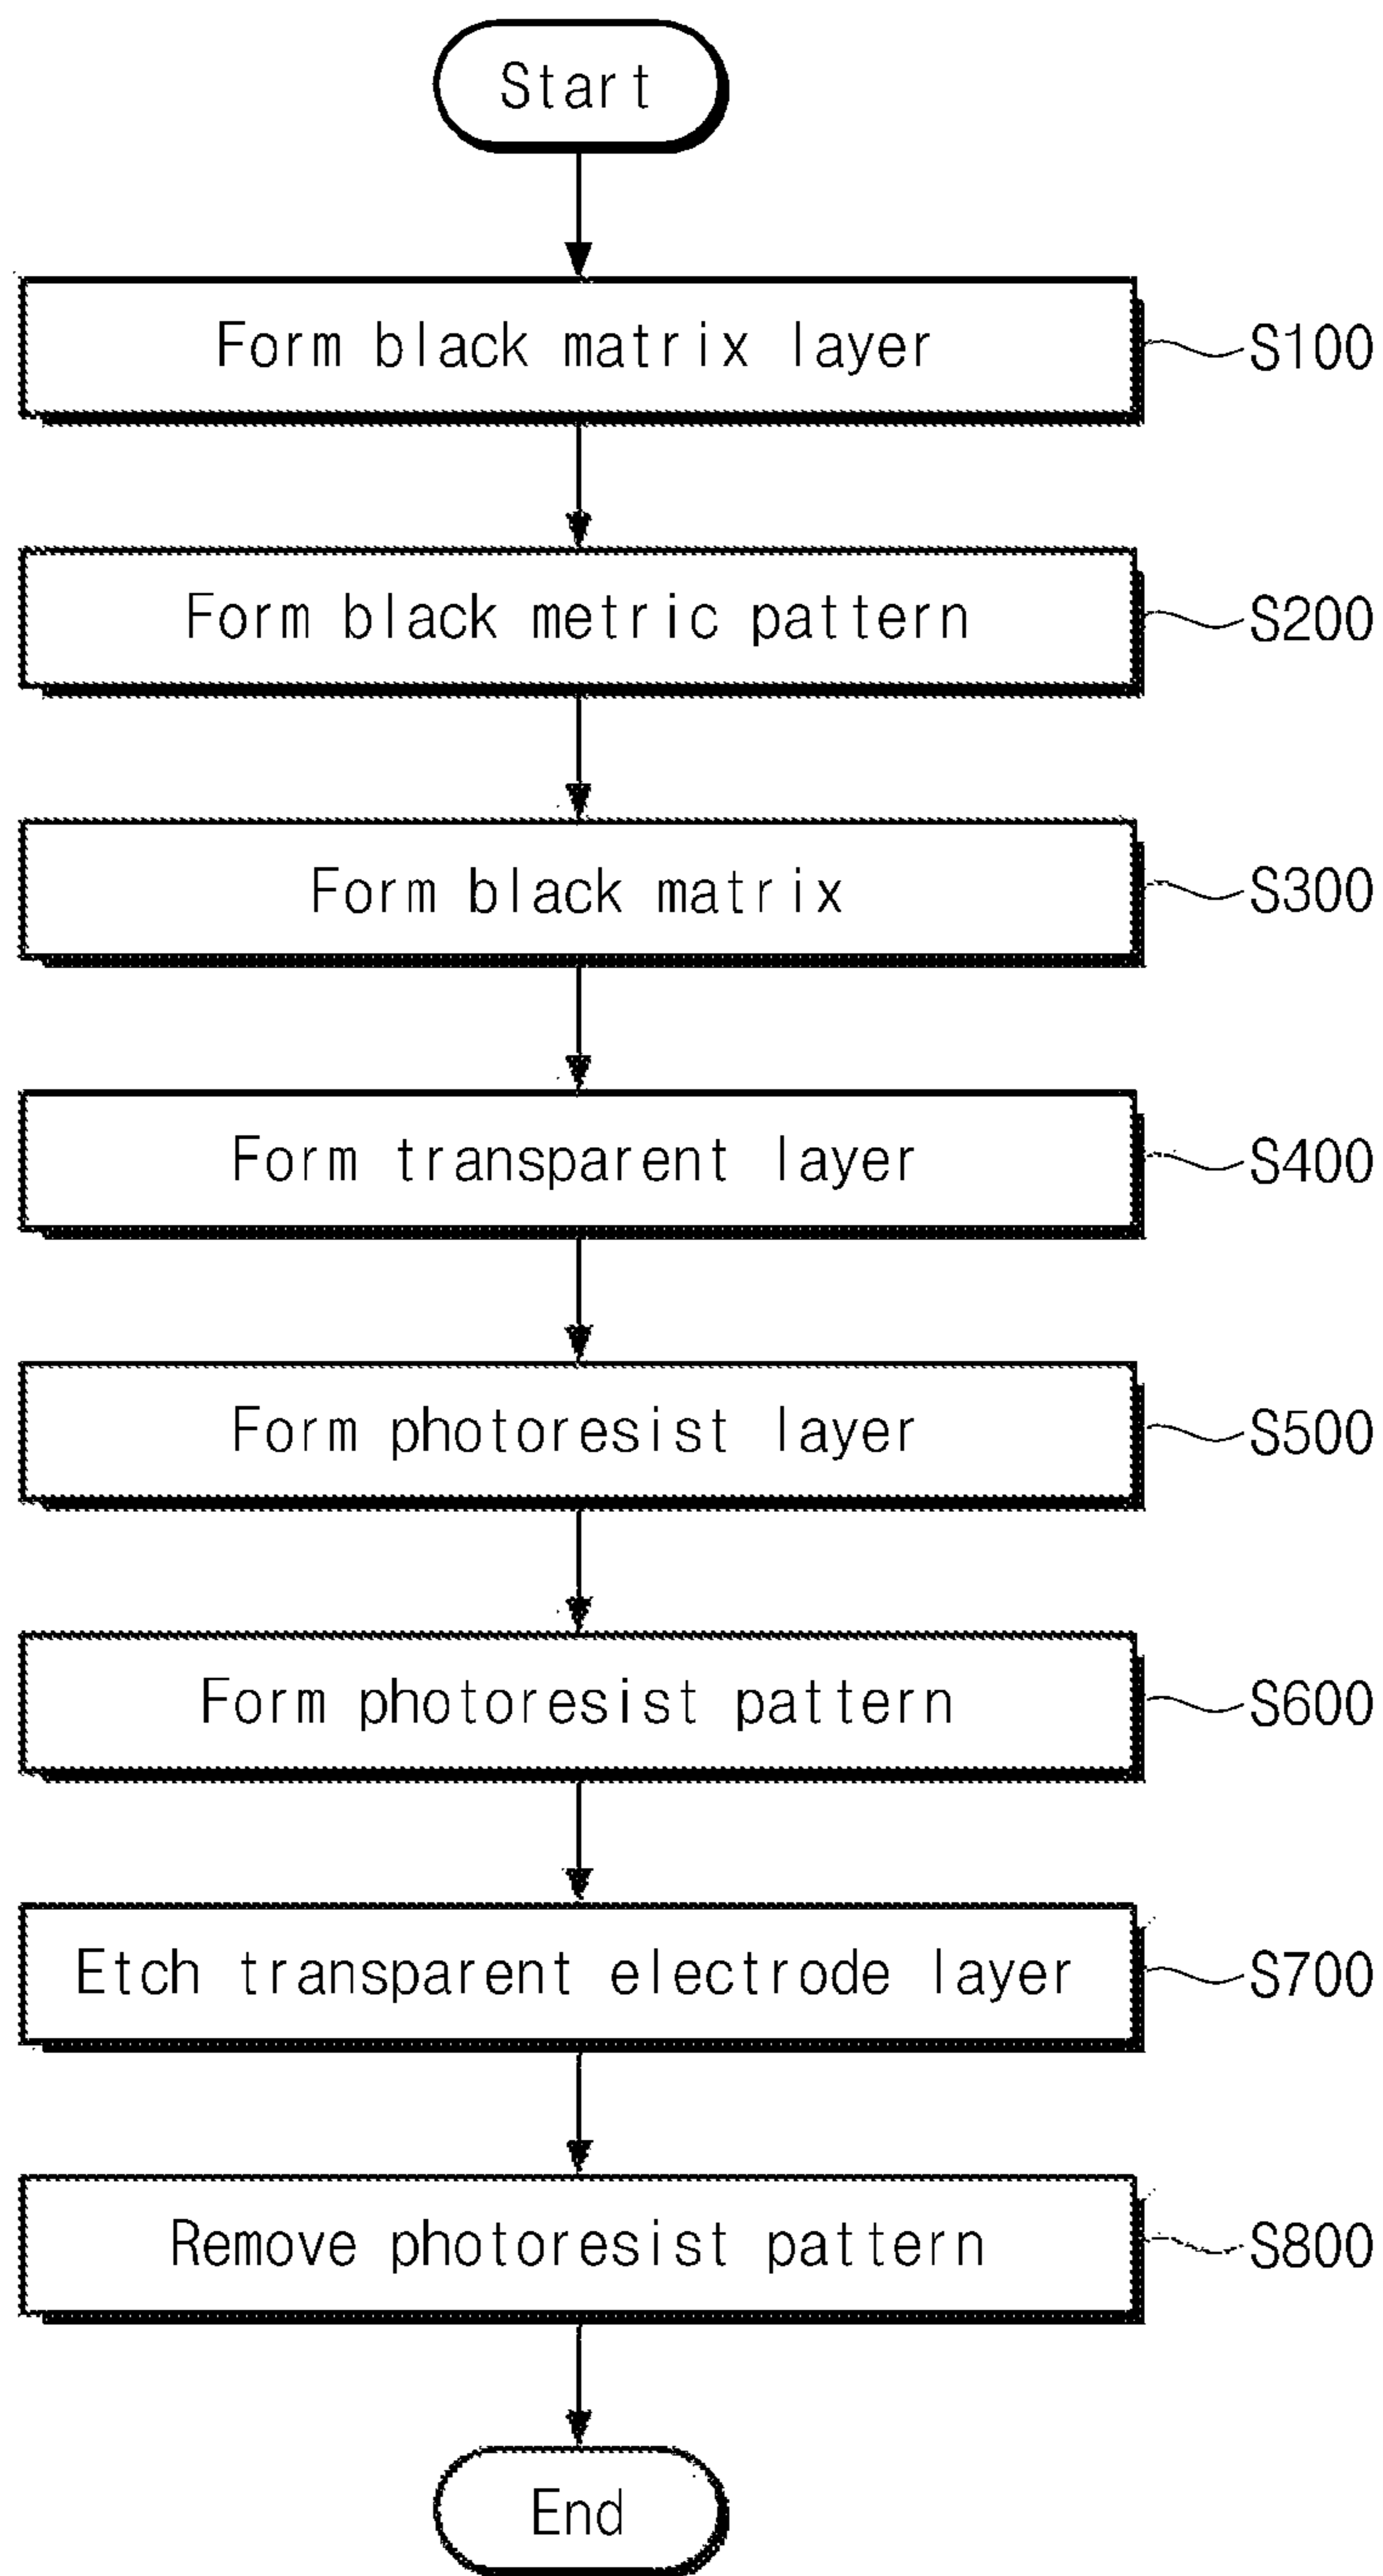 Start
Form black matrix layer S100
Form black metric pattern S200
Form black matrix S300
Form transparent layer S400
Form photoresist layer S500
Form photoresist pattern S600
Etch transparent electrode layer S700
Remove photoresist pattern S800
End